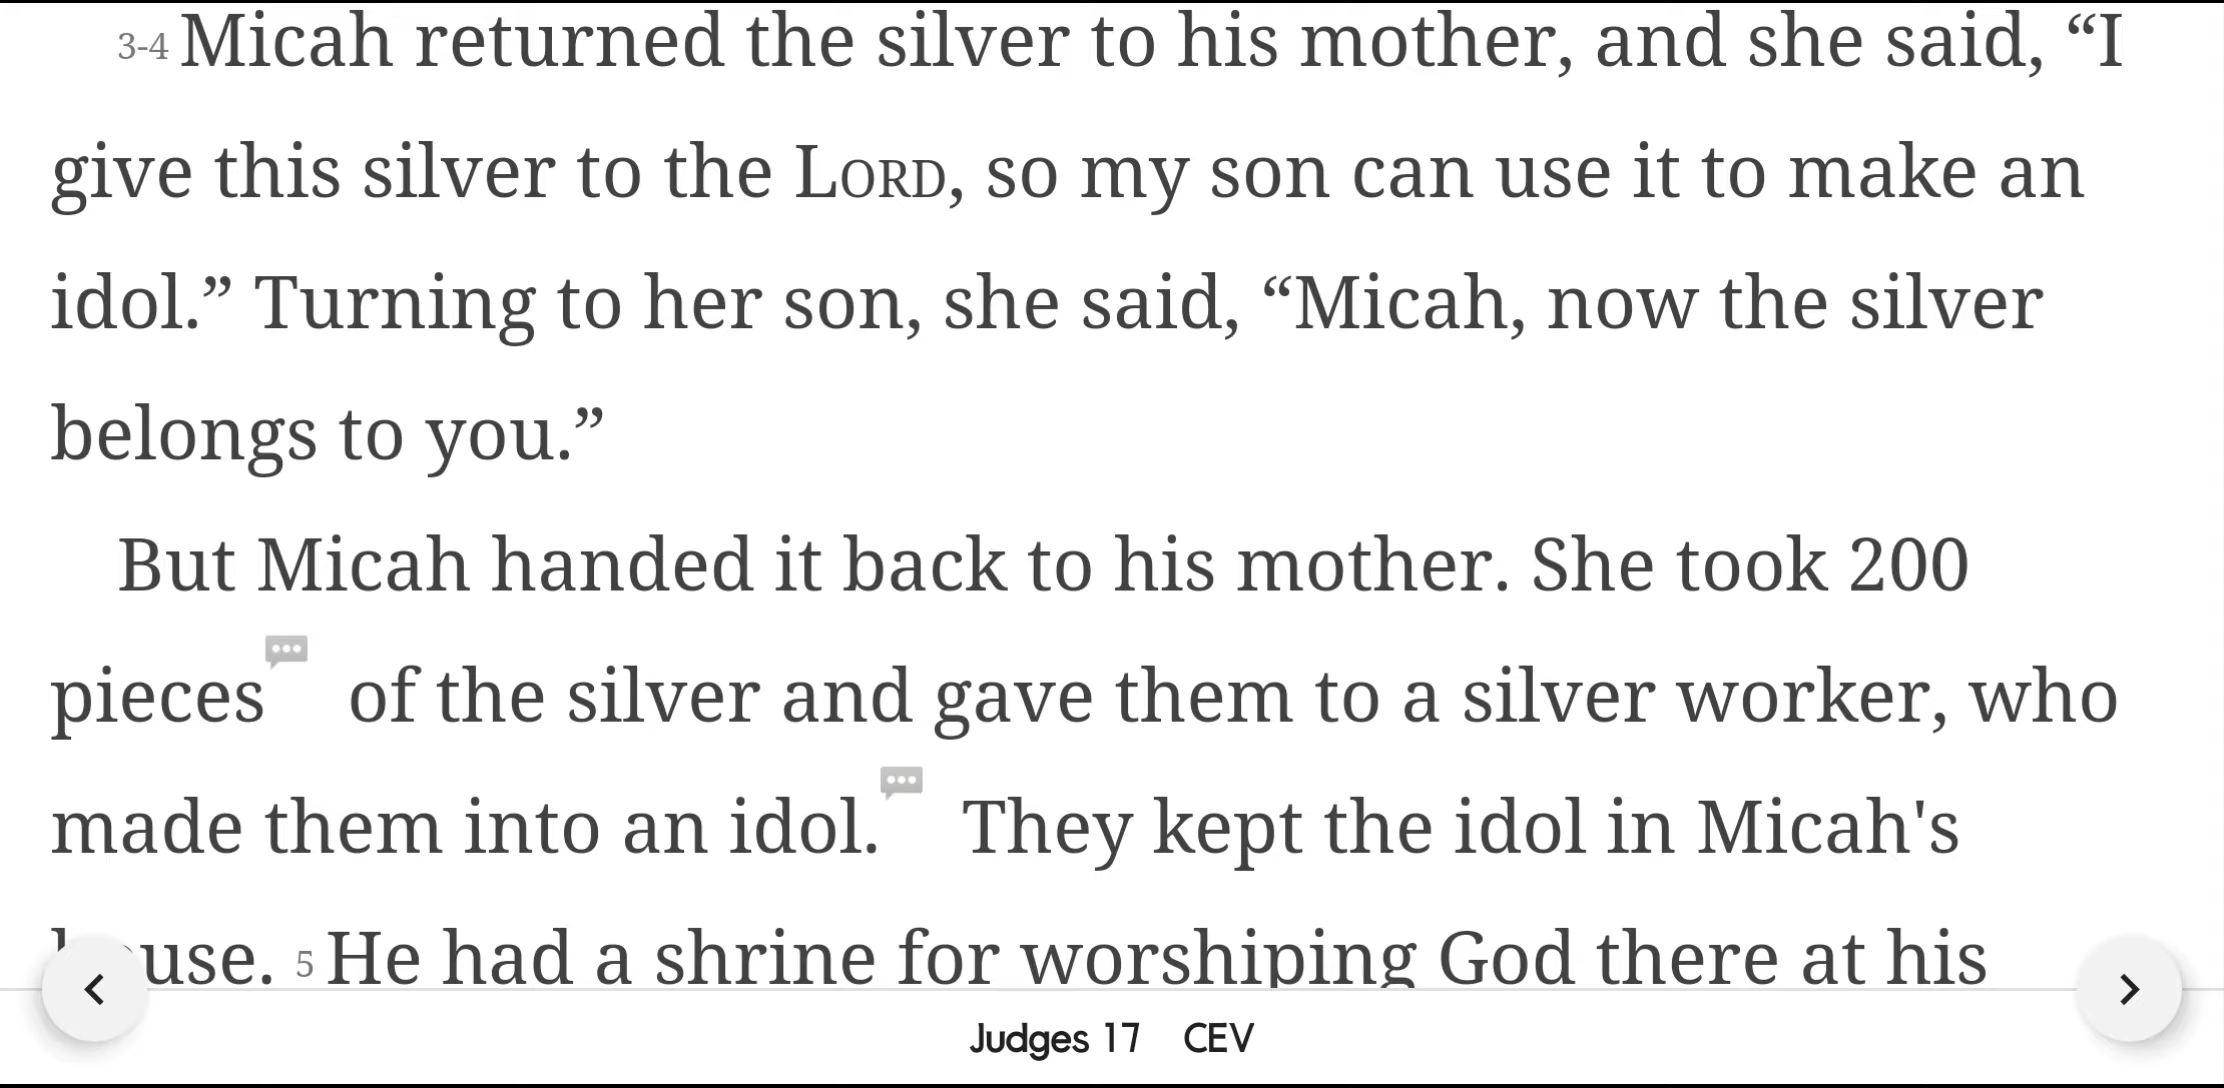 3-4 Micah returned the silver to his mother, and she said, “I
give this silver to the LORD, so my son can use it to make an
idol.” Turning to her son, she said, “Micah, now the silver
belongs to you.”
But Micah handed it back to his mother. She took 200
pieces of the silver and gave them to a silver worker, who
made them into an idol. They kept the idol in Micah's
use. 5 He had a shrine for worshiping God there at his
Judges 17 CEV